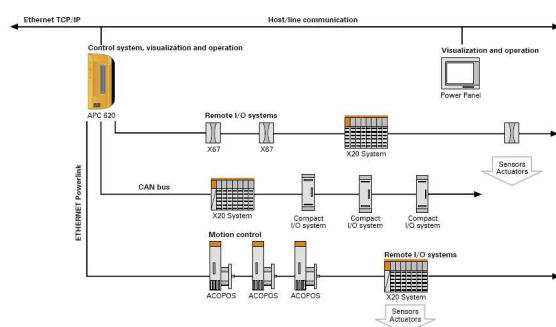 Ethernet TCP/IP
Host/line communication
Control system, visualization and operation
Visualization and operation
APC 620
Power Panel
Remote I/O systems
X67
X67
X20 System
Sensors
Actuators
ETHERNET Powerlink
CAN bus
X20 System
Compact
I/O system
Compact
I/O system
Compact
I/O system
Motion control
Remote I/O systems
ACOPOS
ACOPOS
ACOPOS
X20 System
Sensors
Actuators